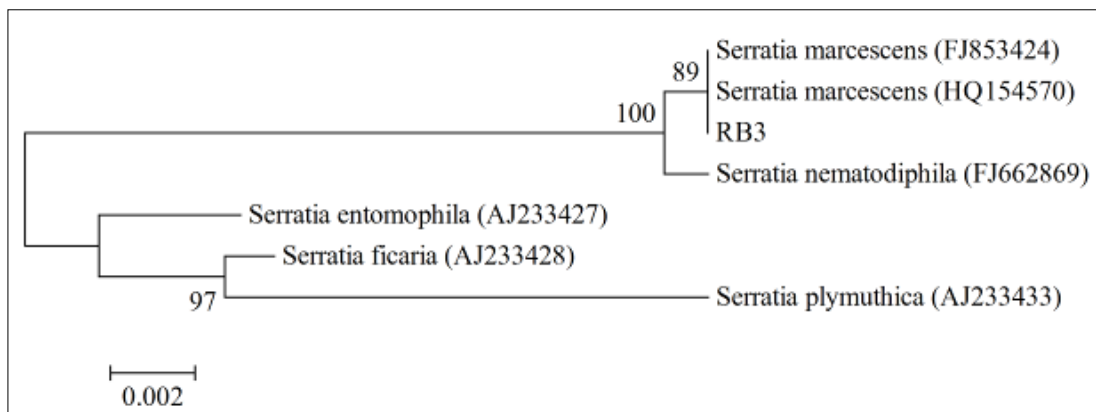 Serratia marcescens (FJ853424)
89
Serratia marcescens (HQ154570)
100
RB3
Serratia nematodiphila (FJ662869)
Serratia entomophila (AJ233427)
Serratia ficaria (AJ233428)
97
Serratia plymuthica (AJ233433)
0.002